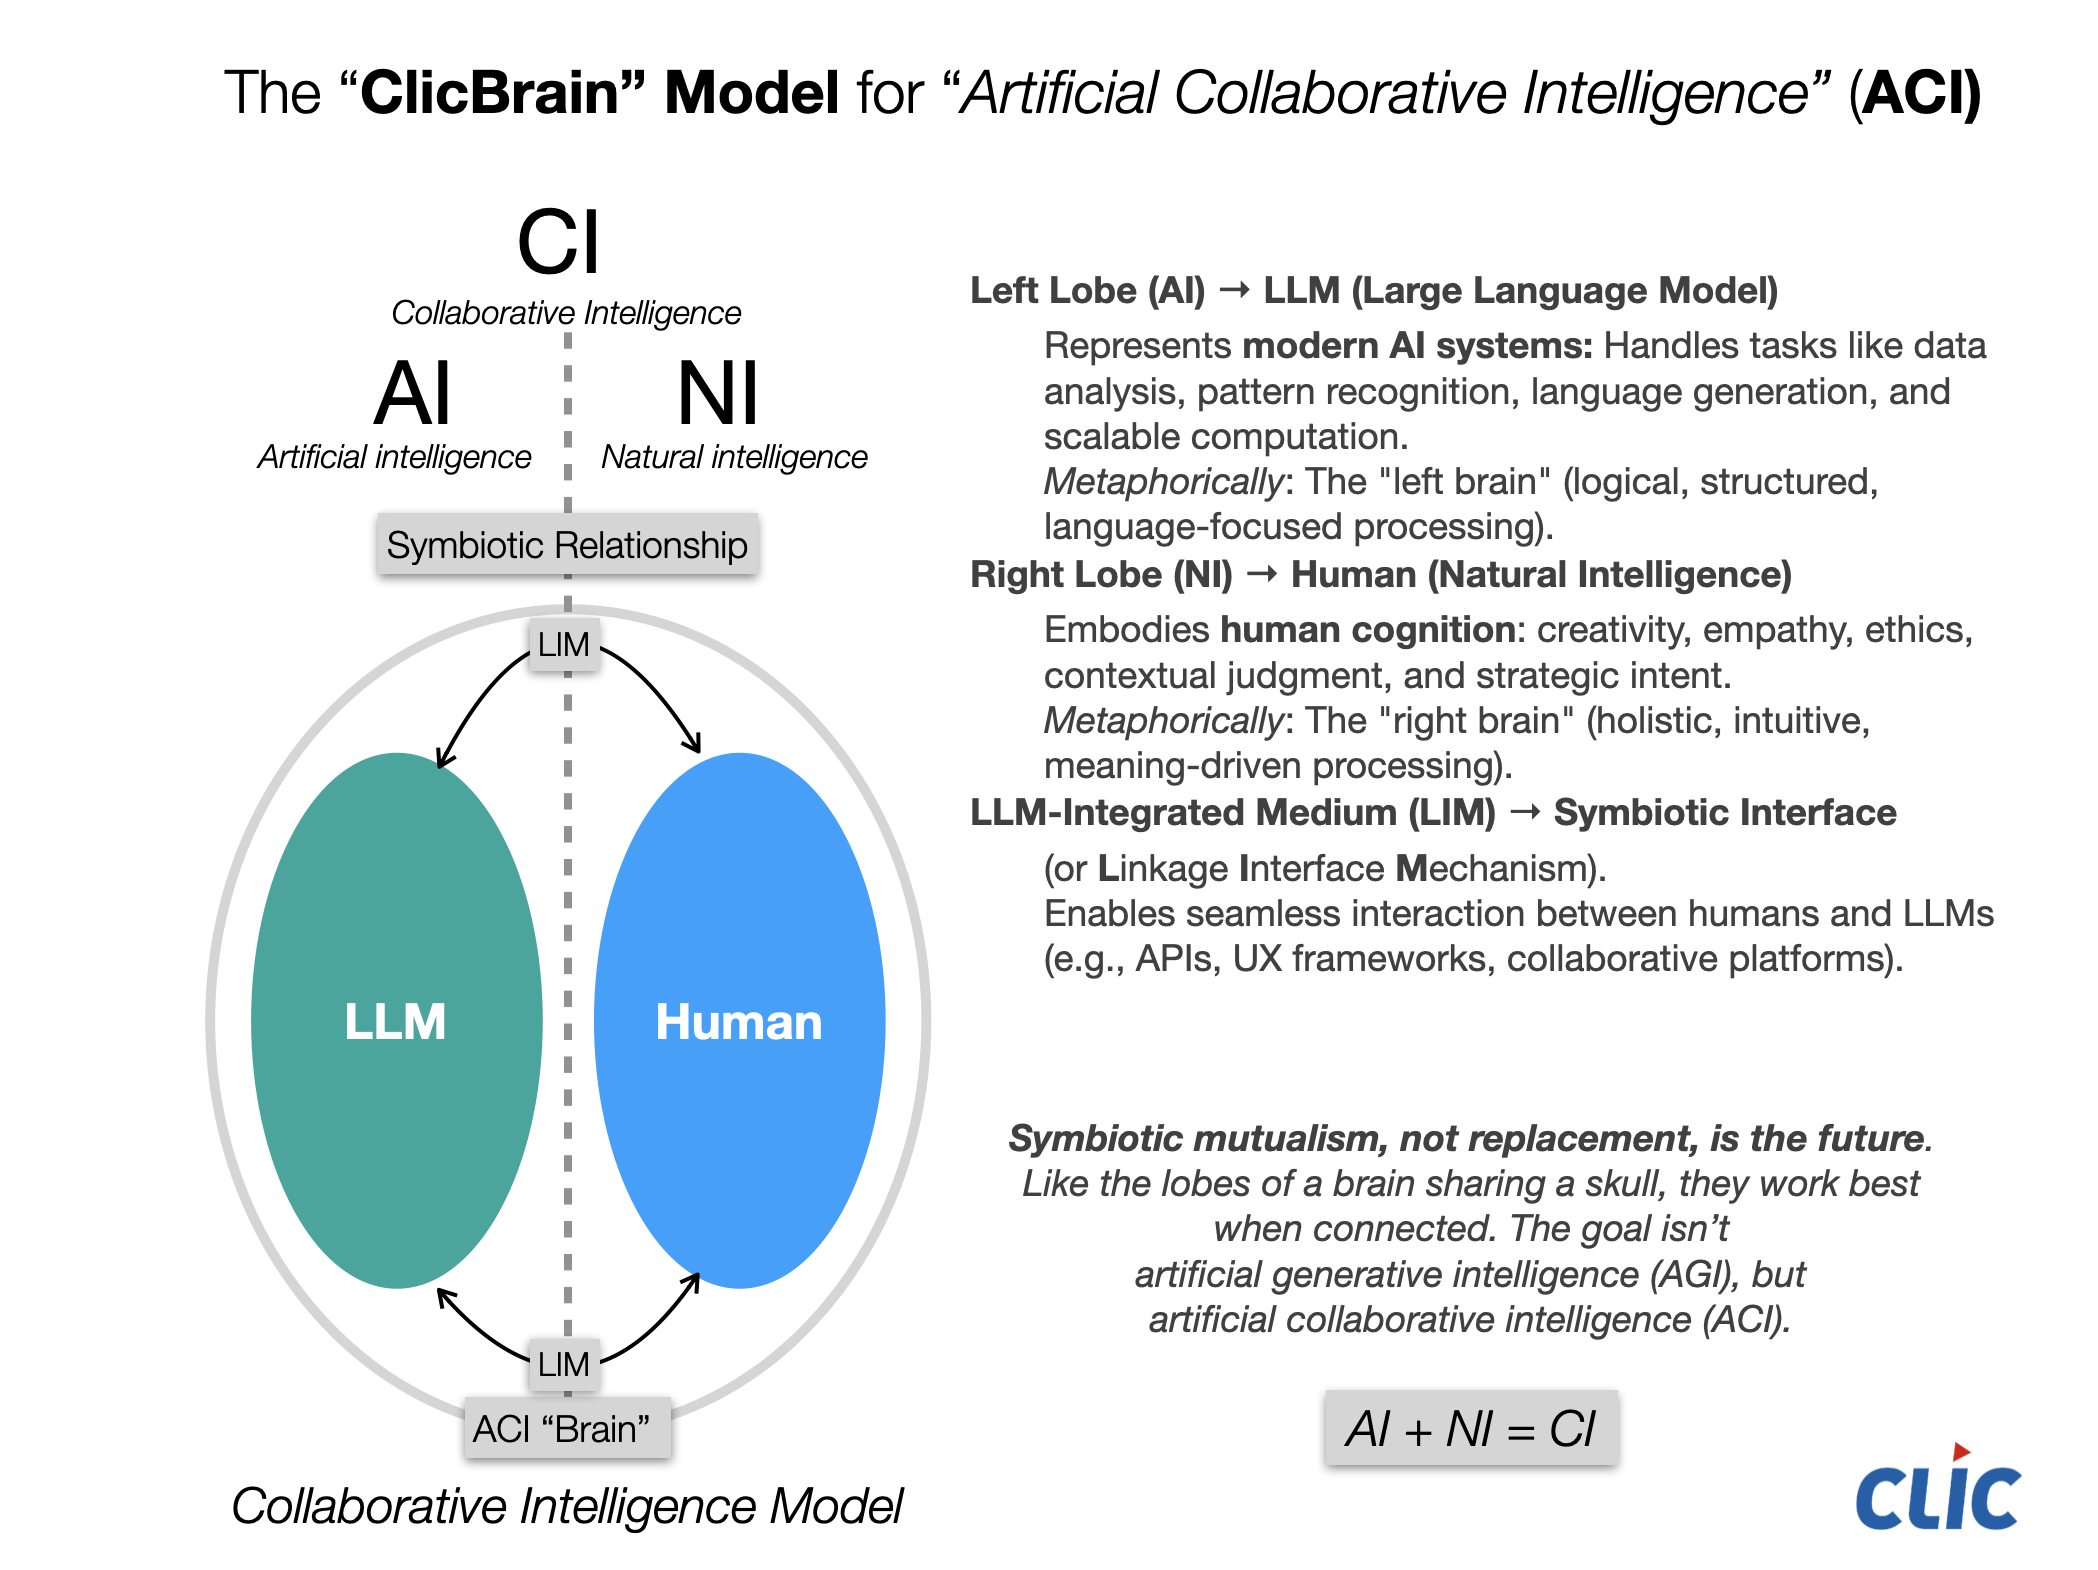 The “ClicBrain” Model for “Artificial Collaborative Intelligence” (ACI)
CI
Collaborative Intelligence
AI
Artificial intelligence
NI
Natural intelligence
Symbiotic Relationship
LIM
LLM
Human
LIM
ACI “Brain”
Collaborative Intelligence Model
Left Lobe (AI) → LLM (Large Language Model)
Represents modern AI systems: Handles tasks like data
analysis, pattern recognition, language generation, and
scalable computation.
Metaphorically: The "left brain" (logical, structured,
language-focused processing).
Right Lobe (NI) → Human (Natural Intelligence)
Embodies human cognition: creativity, empathy, ethics,
contextual judgment, and strategic intent.
Metaphorically: The "right brain" (holistic, intuitive,
meaning-driven processing).
LLM-Integrated Medium (LIM) → Symbiotic Interface
(or Linkage Interface Mechanism).
Enables seamless interaction between humans and LLMs
(e.g., APIs, UX frameworks, collaborative platforms).
Symbiotic mutualism, not replacement, is the future.
Like the lobes of a brain sharing a skull, they work best
when connected. The goal isn’t
artificial generative intelligence (AGI), but
artificial collaborative intelligence (ACI).
AI + NI = CI
CLIC